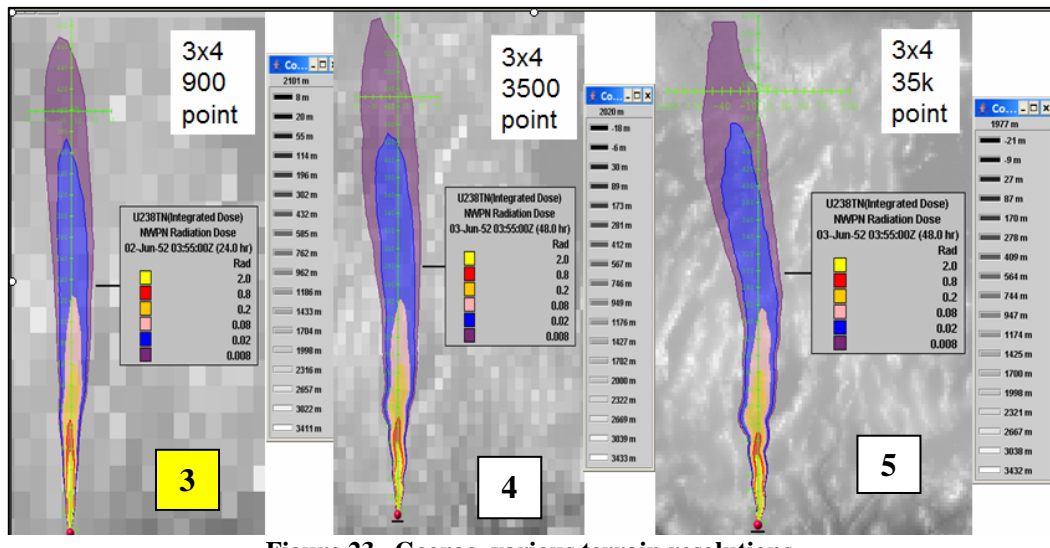 3x4
900
point
Co...
2101 m
8 m
20 m
55 m
114 m
196 m
302 m
432 m
585 m
762 m
962 m
1186 m
1433 m
1704 m
1998 m
2316 m
2657 m
3022 m
3411 m
U238TN(Integrated Dose)
NWPN Radiation Dose
02-Jun-52 03:55:00Z (24.0 hr)
Rad
2.0
0.8
0.2
0.08
0.02
0.008
3
3x4
3500
point
Co...
2020 m
-18 m
-6 m
30 m
89 m
173 m
281 m
412 m
567 m
746 m
949 m
1176 m
1427 m
1702 m
2000 m
2322 m
2669 m
3039 m
3433 m
U238TN(Integrated Dose)
NWPN Radiation Dose
03-Jun-52 03:55:00Z (48.0 hr)
Rad
2.0
0.8
0.2
0.08
0.02
0.008
4
3x4
35k
point
Co...
1977 m
-21 m
-9 m
27 m
87 m
170 m
278 m
409 m
564 m
744 m
947 m
1174 m
1425 m
1700 m
1998 m
2321 m
2667 m
3038 m
3432 m
U238TN(Integrated Dose)
NWPN Radiation Dose
03-Jun-52 03:55:00Z (48.0 hr)
Rad
2.0
0.8
0.2
0.08
0.02
0.008
5
various terrain resolutions